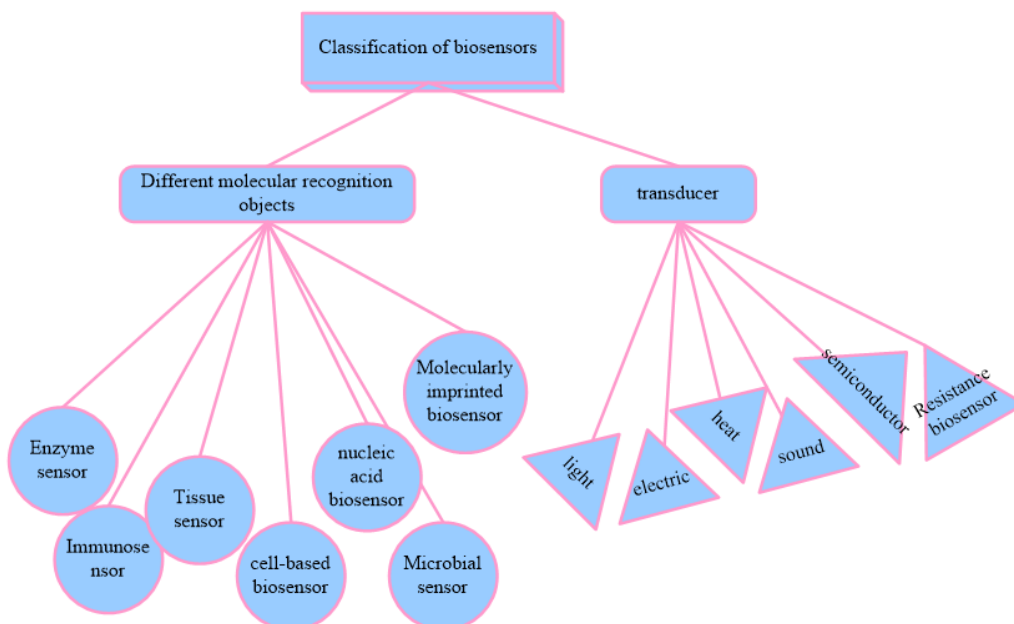 Classification of biosensors
Different molecular recognition
objects
transducer
Molecularly
imprinted
biosensor
Enzyme
sensor
nucleic
acid
biosensor
Tissue
sensor
Immunose
nsor
cell-based
biosensor
Microbial
sensor
light
electric
heat
sound
semiconductor
Resistance
biosensor